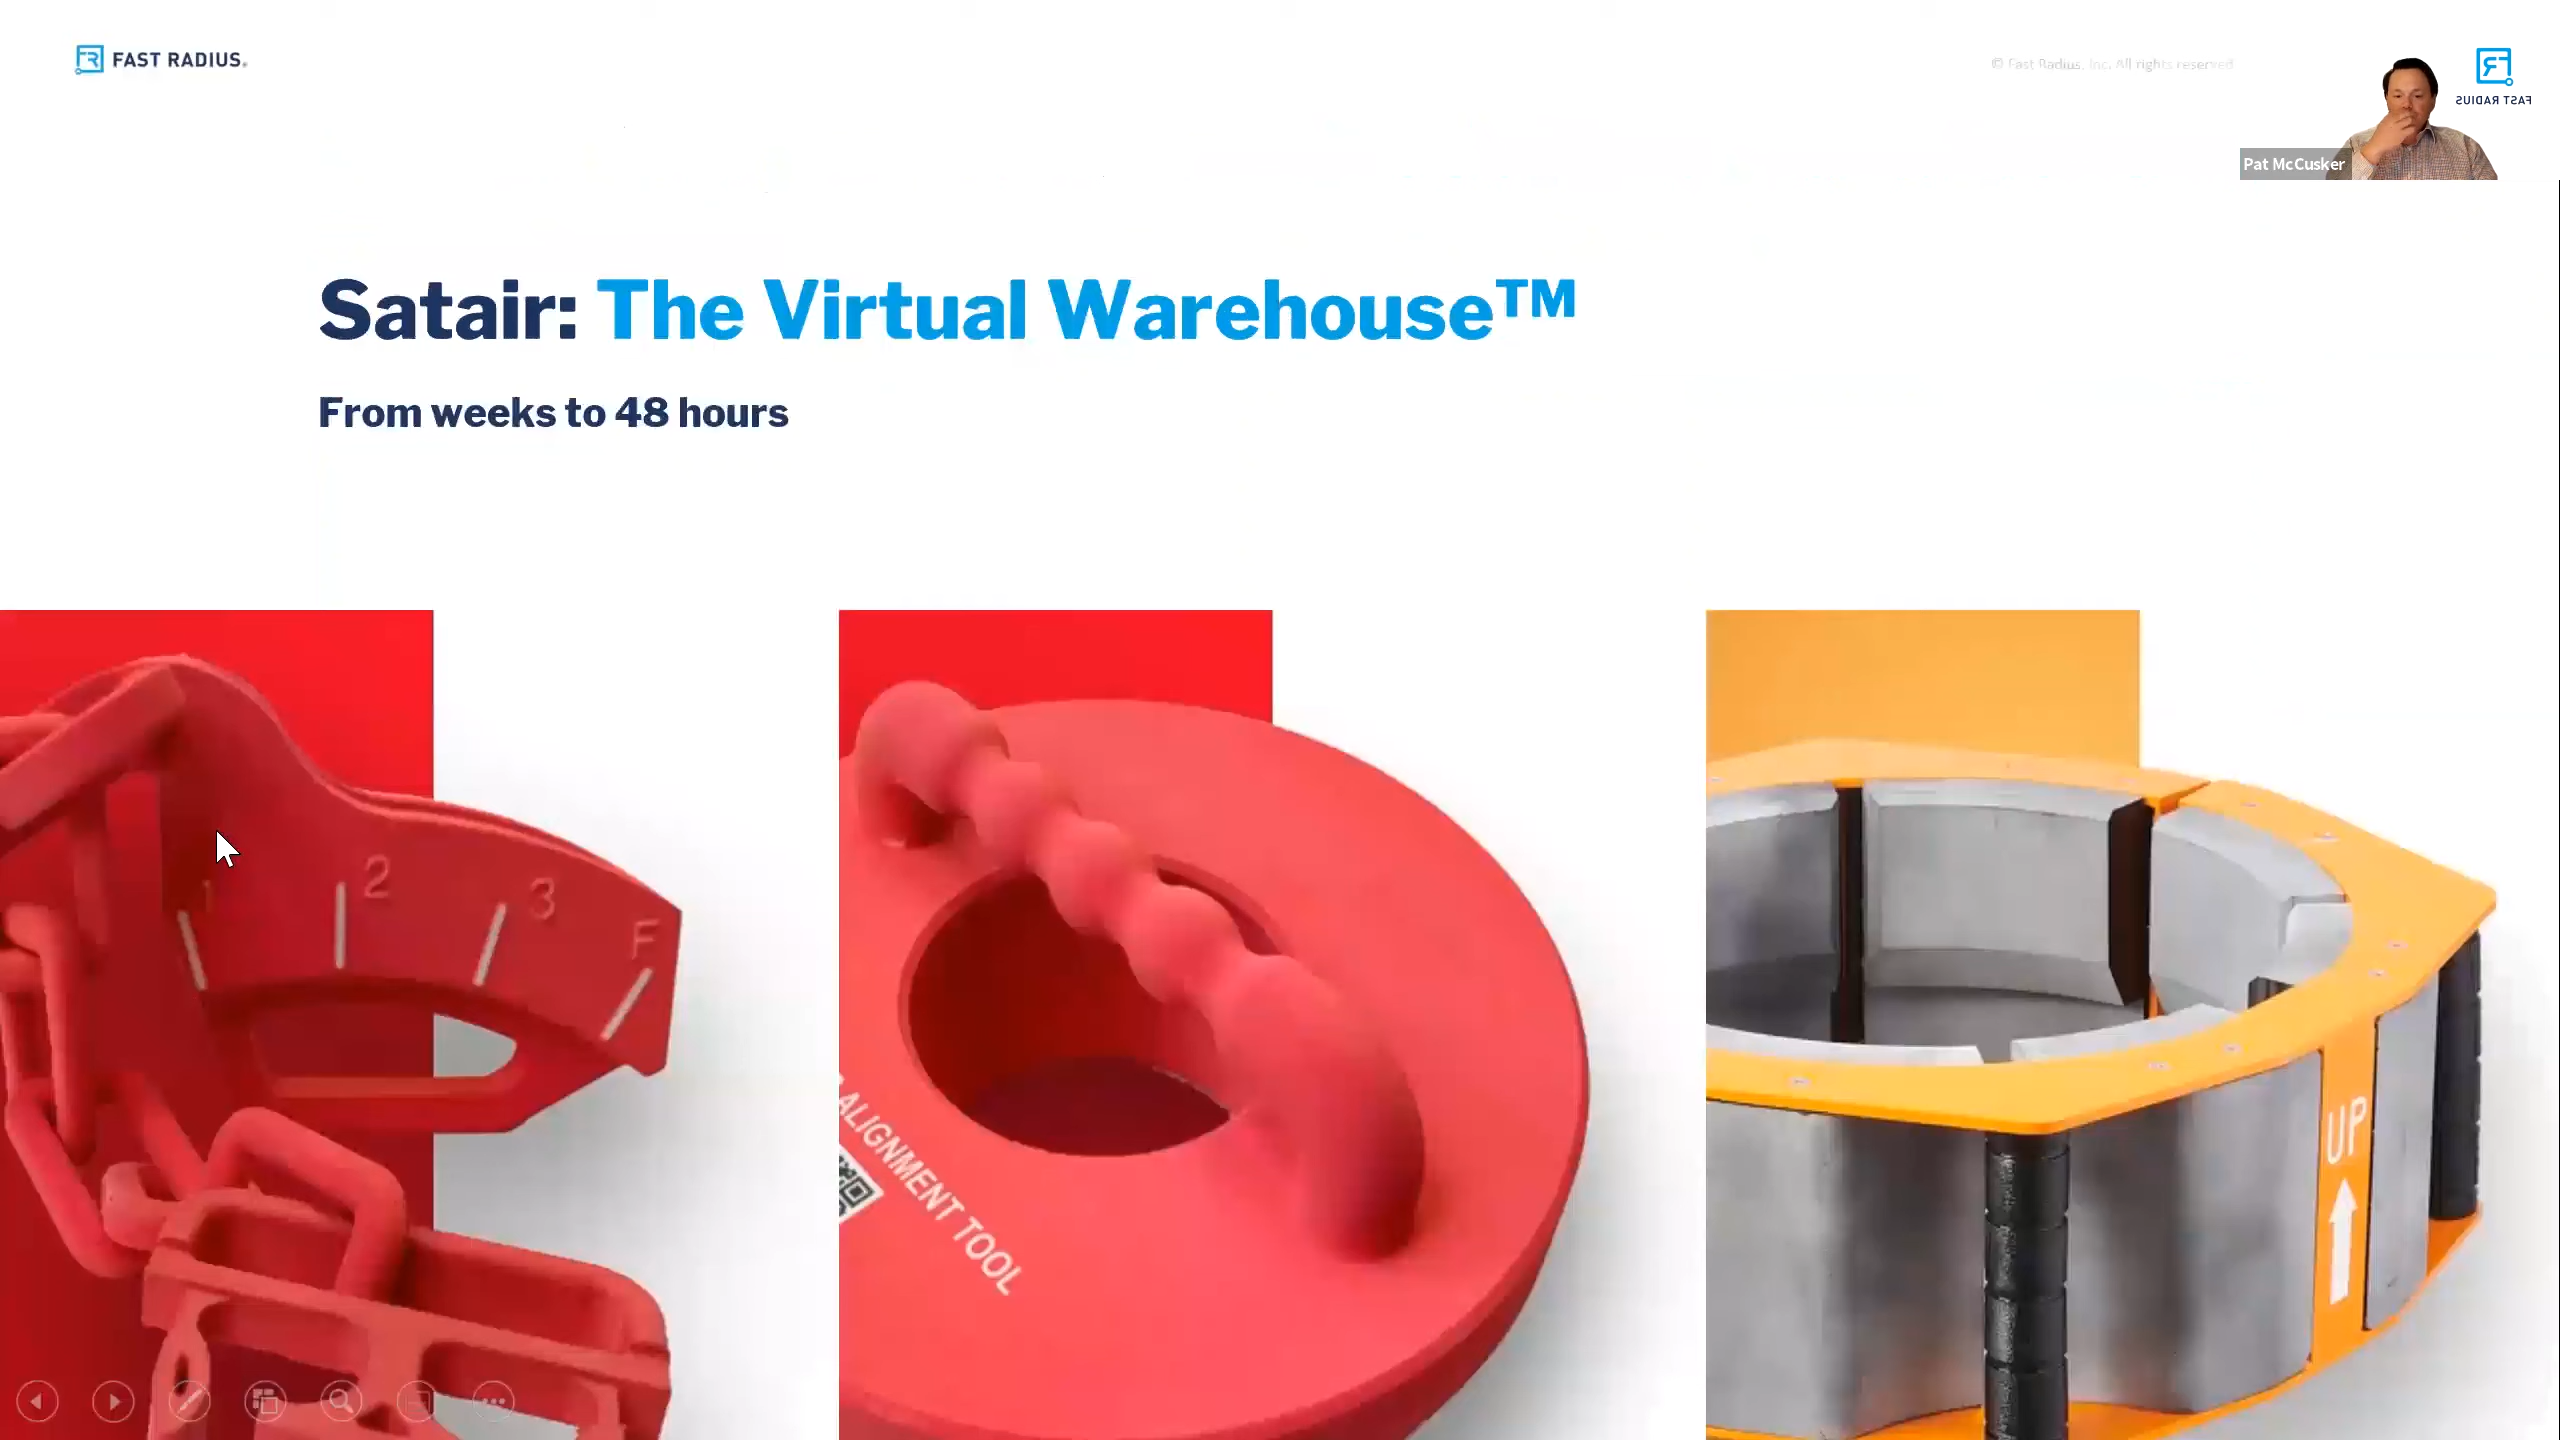 FAST RADIUS®
© Fast Radius, Inc. All rights reserved
FAST RADIUS
Pat McCusker
Satair: The Virtual Warehouse™
From weeks to 48 hours
1 2 3 F
ALIGNMENT TOOL
UP